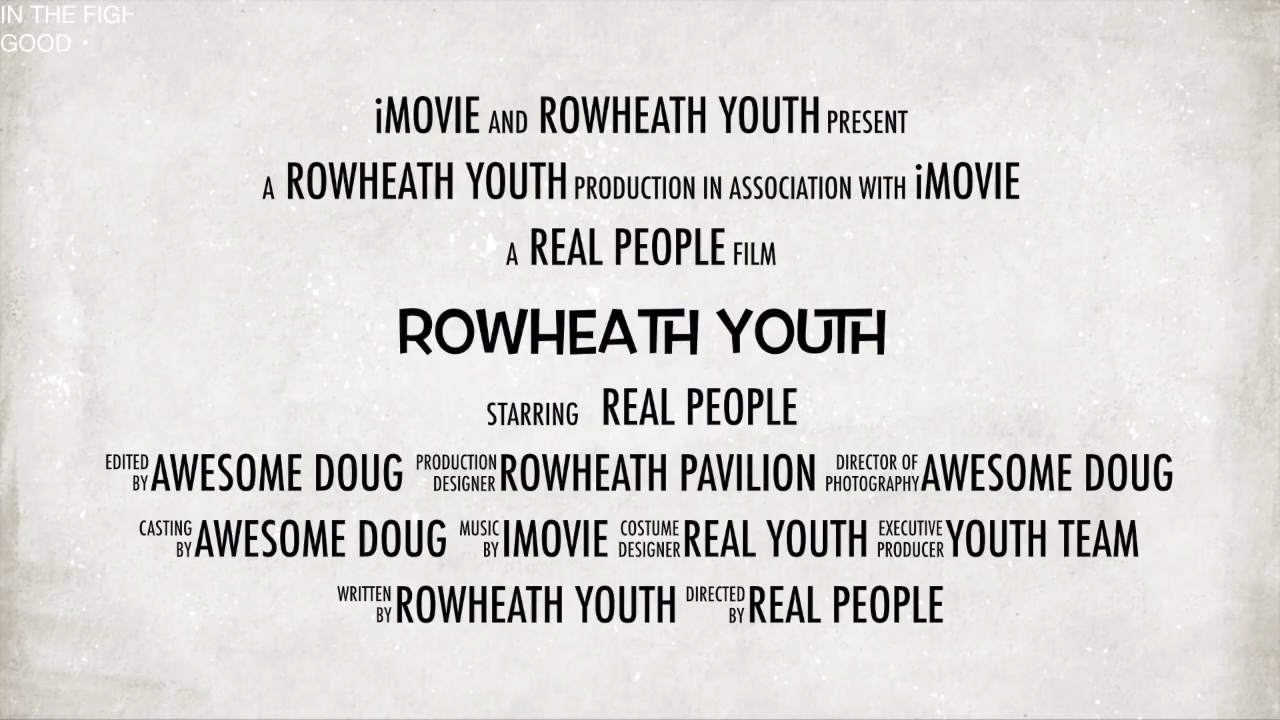 IN THE
GOOD
iMOVIE AND ROWHEATH YOUTH PRESENT
A ROWHEATH YOUTH PRODUCTION IN ASSOCIATION WITH iMOVIE
A REAL PEOPLE FILM
ROWHEATH YOUTH
STARRING REAL PEOPLE
EDITED BY AWESOME DOUG PRODUCTION DESIGNER ROWHEATH PAVILION DIRECTOR OF PHOTOGRAPHY AWESOME DOUG
CASTING BY AWESOME DOUG MUSIC BY IMOVIE COSTUME DESIGNER REAL YOUTH EXECUTIVE PRODUCER YOUTH TEAM
WRITTEN BY ROWHEATH YOUTH DIRECTED BY REAL PEOPLE